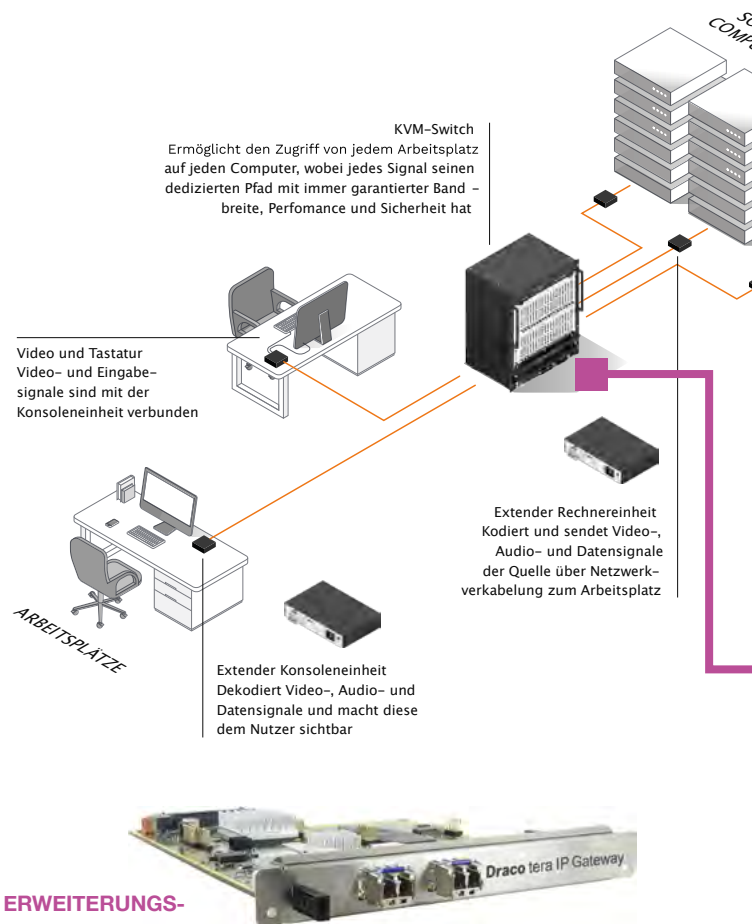 KVM-Switch
Ermöglicht den Zugriff von jedem Arbeitsplatz
auf jeden Computer, wobei jedes Signal seinen
dedizierten Pfad mit immer garantierter Band -
breite, Perfomance und Sicherheit hat
Video und Tastatur
Video- und Eingabe-
signale sind mit der
Konsoleneinheit verbunden
Extender Rechnereinheit
Kodiert und sendet Video-,
Audio- und Datensignale
der Quelle über Netzwerk-
verkabelung zum Arbeitsplatz
ARBEITSPLÄTZE
Extender Konsoleneinheit
Dekodiert Video-, Audio- und
Datensignale und macht diese
dem Nutzer sichtbar
Draco tera IP Gateway
ERWEITERUNGS-